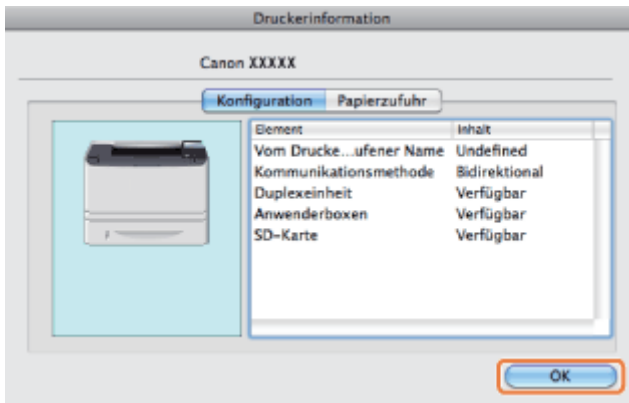 Druckerinformation
Canon XXXXX
Konfiguration Papierzufuhr
Element Inhalt
Vom Drucke...ufener Name Undefined
Kommunikationsmethode Bidirektional
Duplexeinheit Verfügbar
Anwenderboxen Verfügbar
SD-Karte Verfügbar
OK